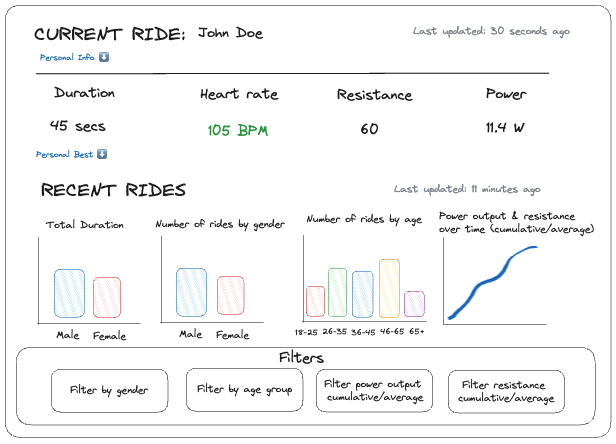 CURRENT RIDE: John Doe
Last updated: 30 seconds ago
Personal Info ⬇️
Duration
Heart rate
Resistance
Power
45 secs
105 BPM
60
11.4 W
Personal Best ⬇️
RECENT RIDES
Last updated: 11 minutes ago
Total Duration
Number of rides by gender
Number of rides by age
Power output & resistance
over time (cumulative/average)
Male Female
Male Female
18-25 26-35 36-45 46-65 65+
Filters
Filter by gender
Filter by age group
Filter power output
cumulative/average
Filter resistance
cumulative/average